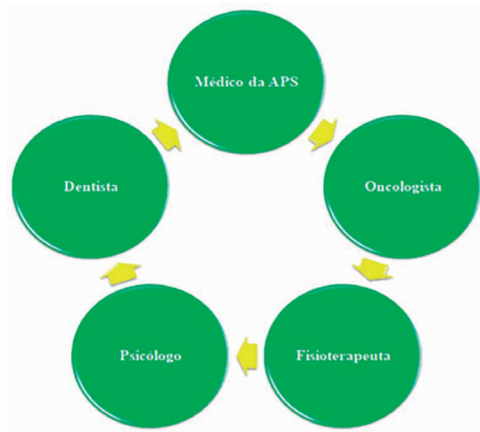 Médico da APS
Oncologista
Fisioterapeuta
Psicólogo
Dentista